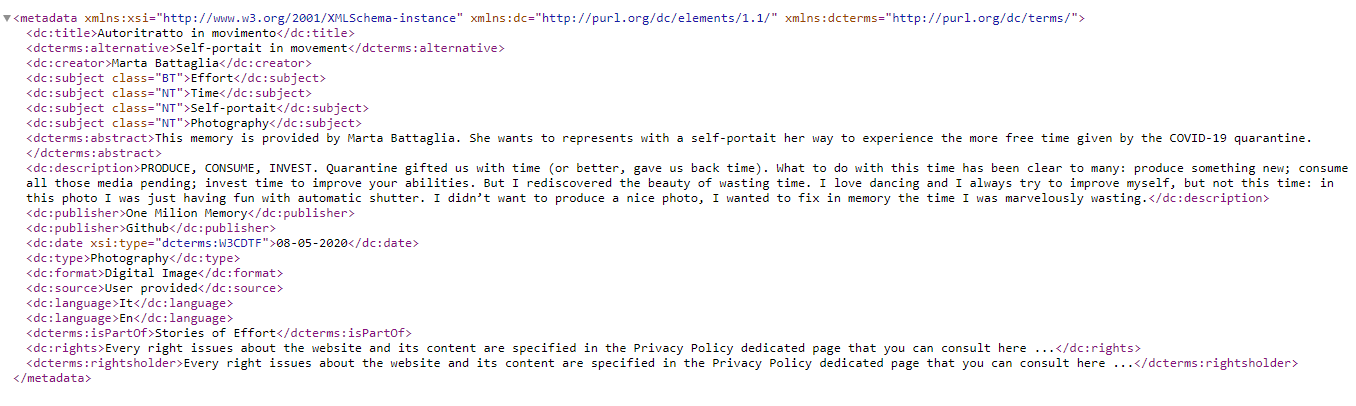 <metadata xmlns:xsi="http://www.w3.org/2001/XMLSchema-instance" xmlns:dc="http://purl.org/dc/elements/1.1/" xmlns:dcterms="http://purl.org/dc/terms/">
<dc:title>Autoritratto in movimento</dc:title>
<dcterms:alternative>Self-portait in movement</dcterms:alternative>
<dc:creator>Marta Battaglia</dc:creator>
<dc:subject class="BT">Effort</dc:subject>
<dc:subject class="NT">Time</dc:subject>
<dc:subject class="NT">Self-portait</dc:subject>
<dc:subject class="NT">Photography</dc:subject>
<dcterms:abstract>This memory is provided by Marta Battaglia. She wants to represents with a self-portait her way to experience the more free time given by the COVID-19 quarantine.
</dcterms:abstract>
<dc:description>PRODUCE, CONSUME, INVEST. Quarantine gifted us with time (or better, gave us back time). What to do with this time has been clear to many: produce something new; consume
all those media pending; invest time to improve your abilities. But I rediscovered the beauty of wasting time. I love dancing and I always try to improve myself, but not this time: in
this photo I was just having fun with automatic shutter. I didn’t want to produce a nice photo, I wanted to fix in memory the time I was marvelously wasting.</dc:description>
<dc:publisher>One Milion Memory</dc:publisher>
<dc:publisher>Github</dc:publisher>
<dc:date xsi:type="dcterms:W3CDTF">08-05-2020</dc:date>
<dc:type>Photography</dc:type>
<dc:format>Digital Image</dc:format>
<dc:source>User provided</dc:source>
<dc:language>It</dc:language>
<dc:language>En</dc:language>
<dcterms:isPartOf>Stories of Effort</dcterms:isPartOf>
<dc:rights>Every right issues about the website and its content are specified in the Privacy Policy dedicated page that you can consult here ...</dc:rights>
<dcterms:rightsholder>Every right issues about the website and its content are specified in the Privacy Policy dedicated page that you can consult here ...</dcterms:rightsholder>
</metadata>